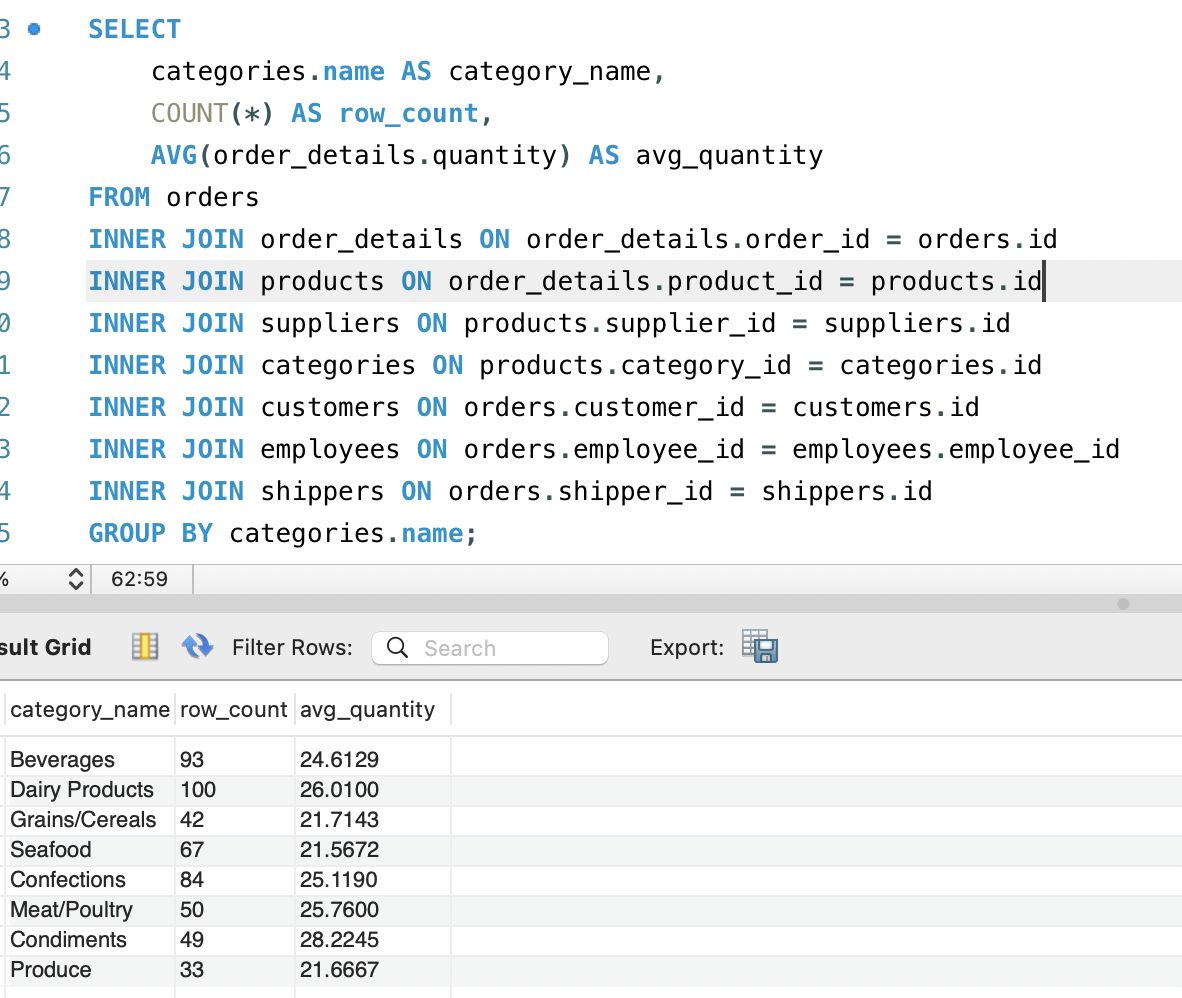 3 SELECT
4 categories.name AS category_name,
5 COUNT(*) AS row_count,
6 AVG(order_details.quantity) AS avg_quantity
7 FROM orders
8 INNER JOIN order_details ON order_details.order_id = orders.id
9 INNER JOIN products ON order_details.product_id = products.id
0 INNER JOIN suppliers ON products.supplier_id = suppliers.id
1 INNER JOIN categories ON products.category_id = categories.id
2 INNER JOIN customers ON orders.customer_id = customers.id
3 INNER JOIN employees ON orders.employee_id = employees.employee_id
4 INNER JOIN shippers ON orders.shipper_id = shippers.id
5 GROUP BY categories.name;
% 62:59
sult Grid Filter Rows: Search Export:
category_name row_count avg_quantity
Beverages 93 24.6129
Dairy Products 100 26.0100
Grains/Cereals 42 21.7143
Seafood 67 21.5672
Confections 84 25.1190
Meat/Poultry 50 25.7600
Condiments 49 28.2245
Produce 33 21.6667